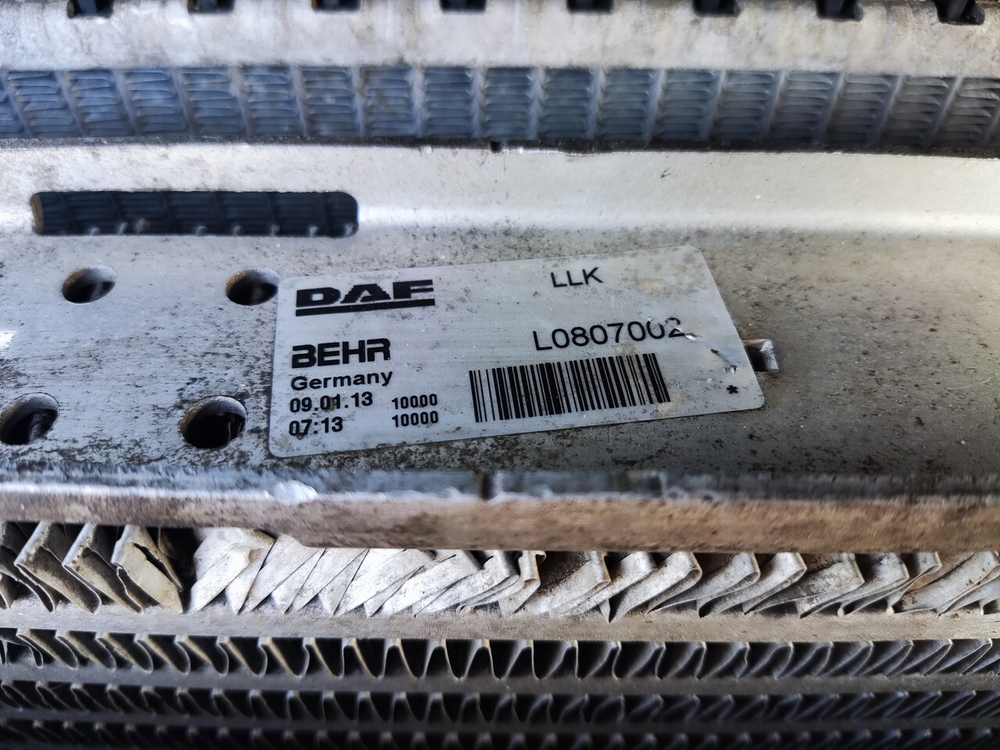 DAF
LLK
BEHR
L0807002
Germany
09.01.13 10000
07:13 10000
*